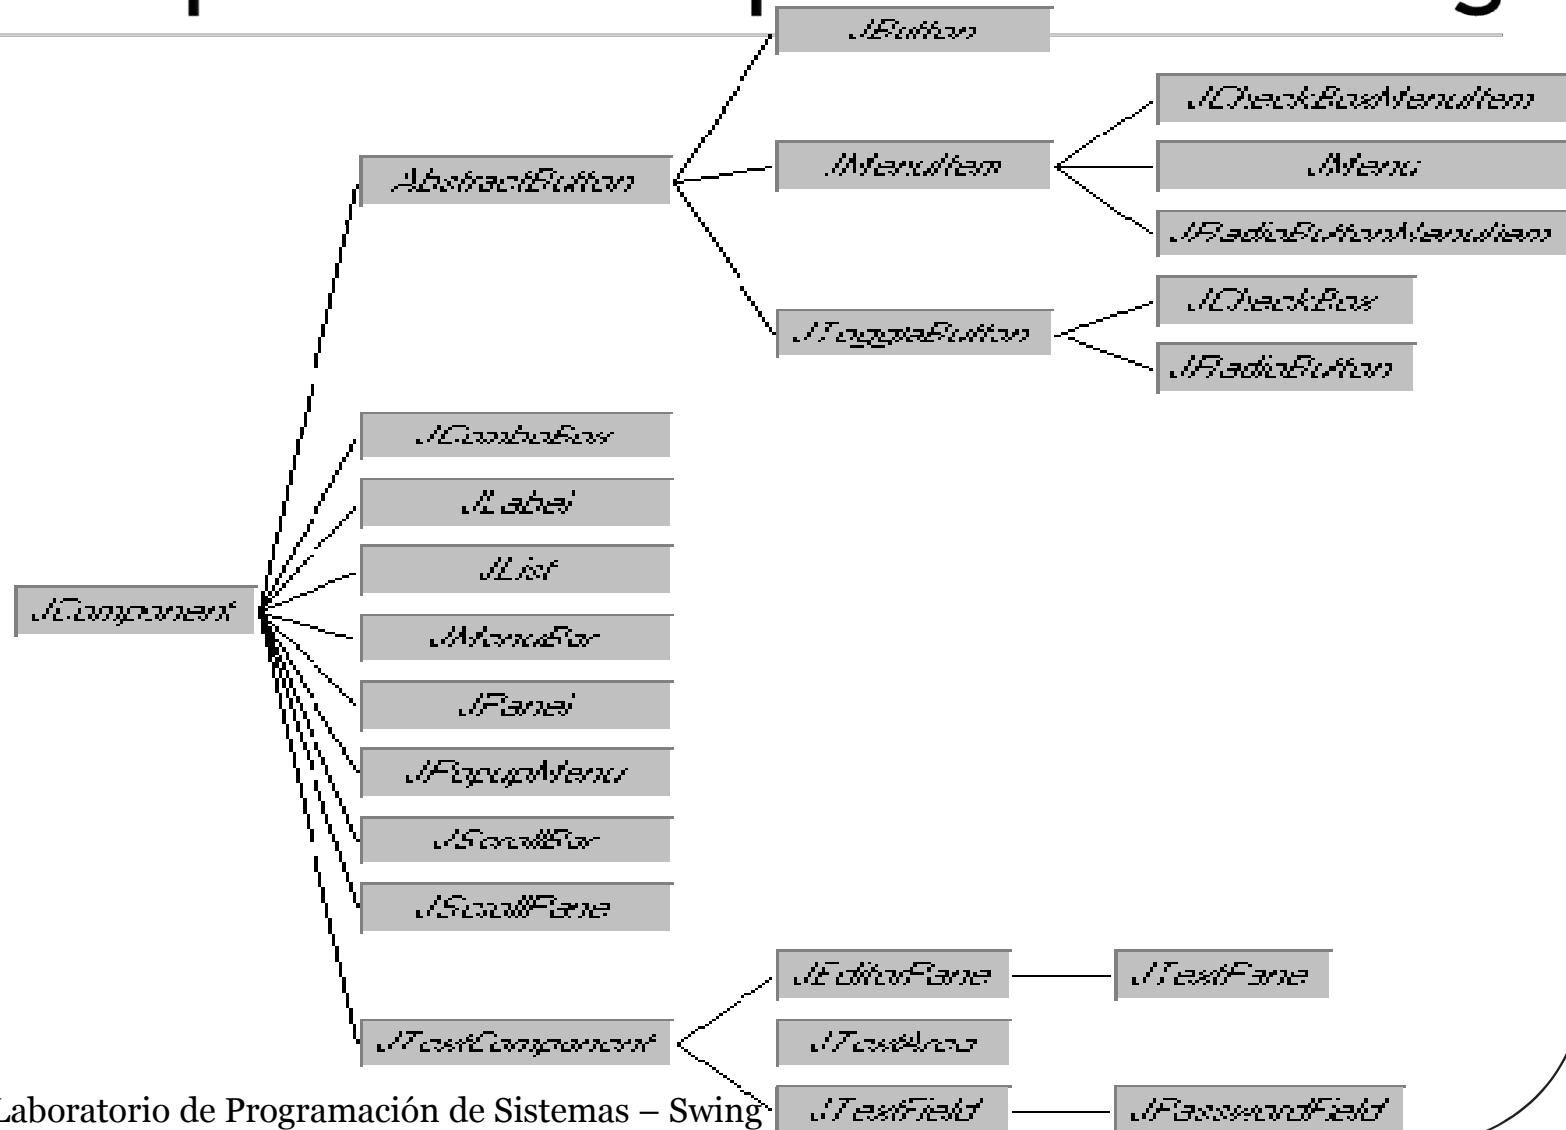 JButton
JCheckBoxMenuItem
AbstractButton
JMenuItem
JMenu
JRadioButtonMenuItem
JCheckBox
JToggleButton
JRadioButton
JComboBox
JLabel
JList
JComponent
JMenuBar
JPanel
JPopupMenu
JScrollBar
JScrollPane
JEditorPane
JTextPane
JTextComponent
JTextArea
Laboratorio de Programación de Sistemas – Swing
JTextField
JPasswordField